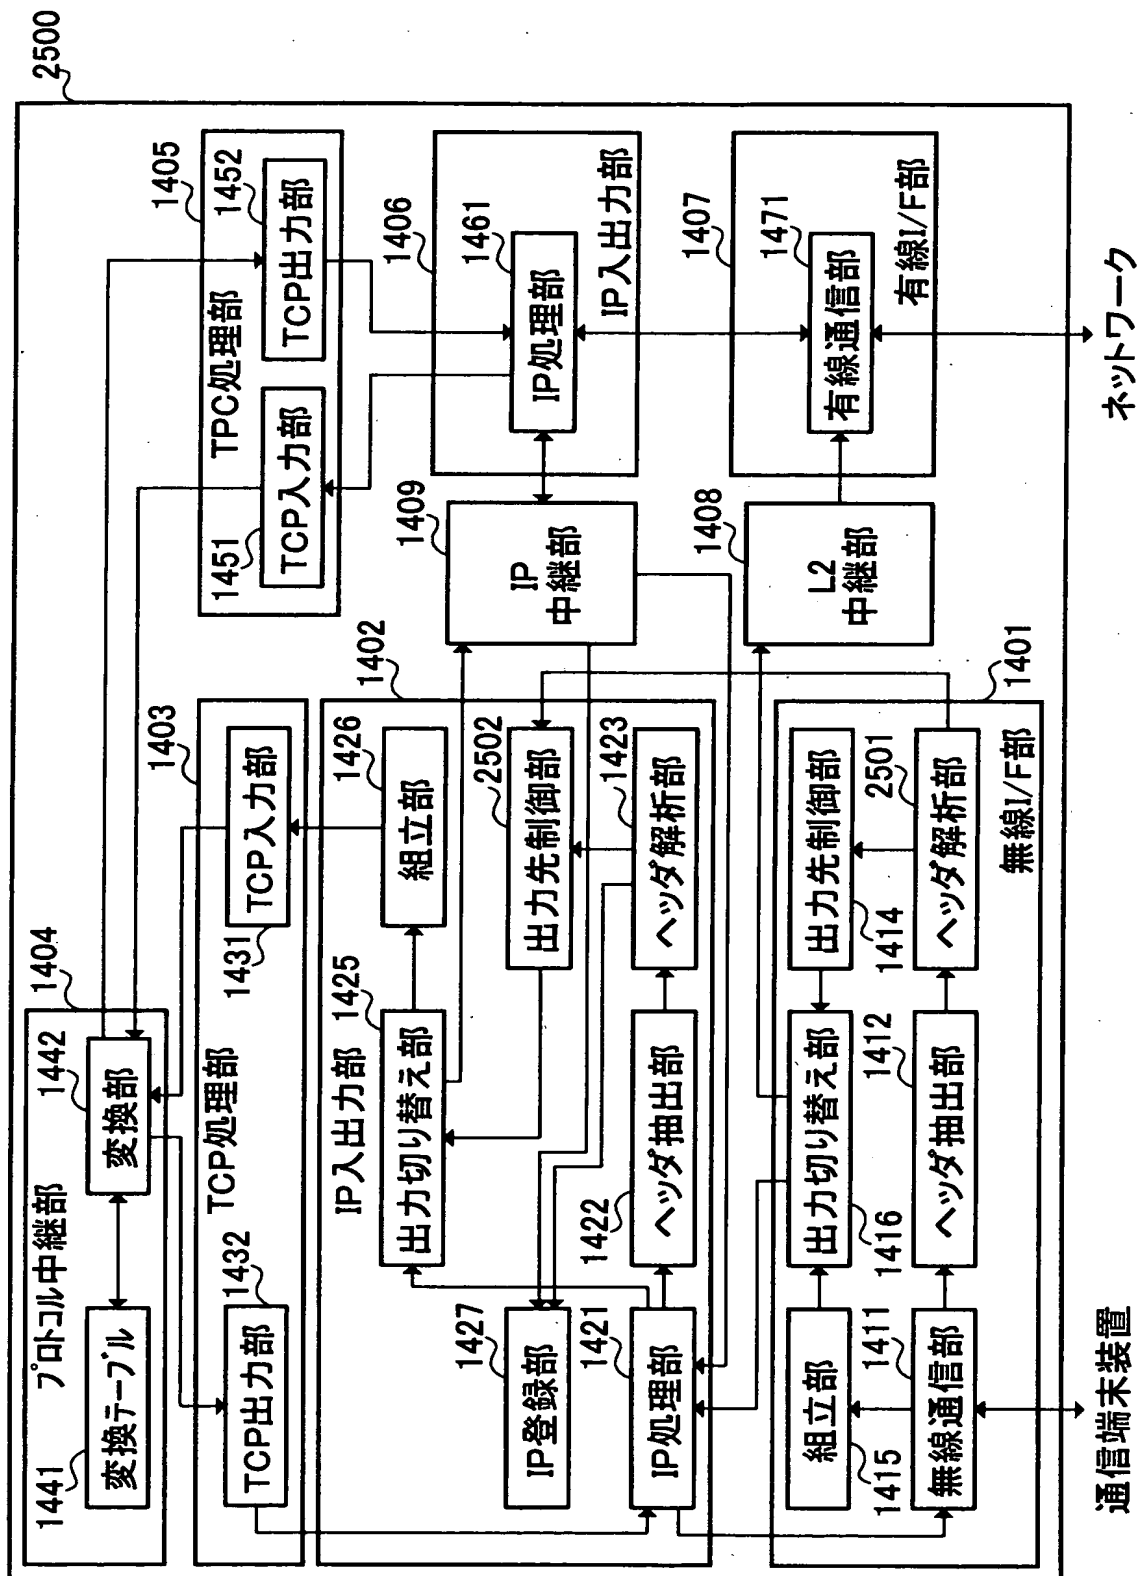 2500
1404
プロトコル中継部
1441
変換テーブル
1442
変換部
1403
TCP処理部
1432
TCP出力部
1431
TCP入力部
1405
TPC処理部
1451
TCP入力部
1452
TCP出力部
1402
IP入出力部
1425
出力切り替え部
1426
組立部
1427
IP登録部
2502
出力先制御部
1421
IP処理部
1422
ヘッダ抽出部
1423
ヘッダ解析部
1409
IP
中継部
1406
1461
IP処理部
IP入出力部
1401
1415
組立部
1416
出力切り替え部
1414
出力先制御部
1411
無線通信部
1412
ヘッダ抽出部
2501
ヘッダ解析部
無線I/F部
1408
L2
中継部
1407
1471
有線通信部
有線I/F部
通信端末装置
ネットワーク